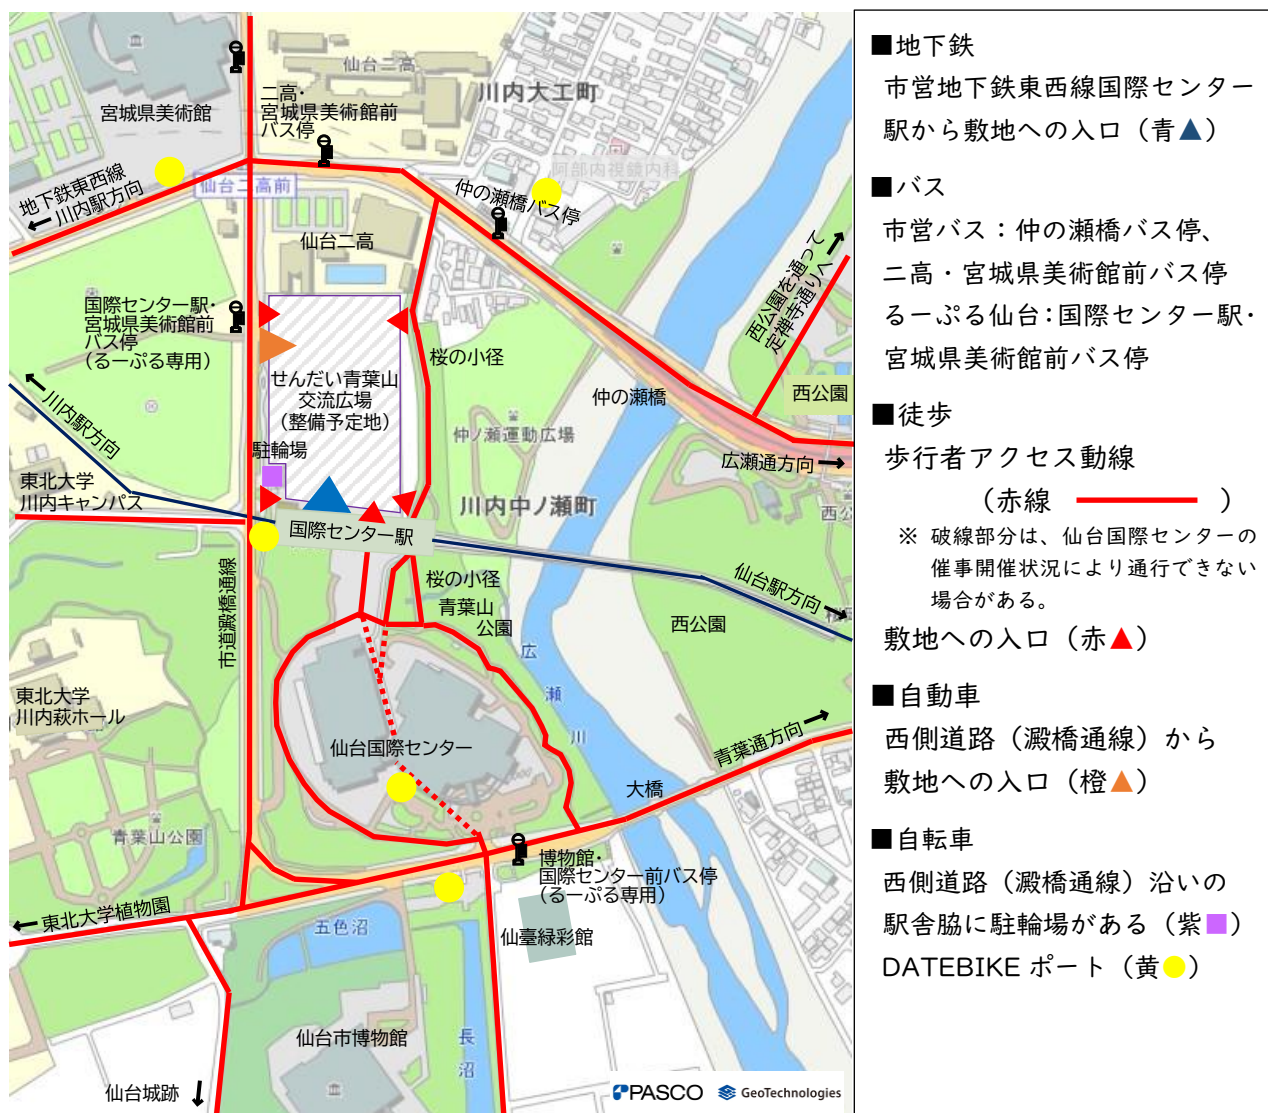 宮城県美術館
仙台二高
川内大工町
二高・
宮城県美術館前
バス停
阿部内視鏡内科
地下鉄東西線
川内駅方向
仙台二高前
仲の瀬橋バス停
仙台二高
西公園を通って
定禅寺通りへ
国際センター駅・
宮城県美術館前
バス停
(るーぷる専用)
桜の小径
せんだい青葉山
交流広場
(整備予定地)
仲の瀬橋
西公園
川内駅方向
仲ノ瀬運動広場
広瀬通方向
駐輪場
東北大学
川内キャンパス
川内中ノ瀬町
西公
国際センター駅
市道澱橋通線
桜の小径
青葉山
公園
仙台駅方向
西公園
広
瀬
川
東北大学
川内萩ホール
仙台国際センター
青葉通方向
大橋
青葉山公園
博物館・
国際センター前バス停
(るーぷる専用)
東北大学植物園
五色沼
仙臺緑彩館
仙台市博物館
長
沼
仙台城跡
PASCO GeoTechnologies
■地下鉄
市営地下鉄東西線国際センター
駅から敷地への入口（青▲）
■バス
市営バス：仲の瀬橋バス停、
二高・宮城県美術館前バス停
るーぷる仙台：国際センター駅・
宮城県美術館前バス停
■徒歩
歩行者アクセス動線
（赤線 ━━━ ）
※ 破線部分は、仙台国際センターの
催事開催状況により通行できない
場合がある。
敷地への入口（赤▲）
■自動車
西側道路（澱橋通線）から
敷地への入口（橙▲）
■自転車
西側道路（澱橋通線）沿いの
駅舎脇に駐輪場がある（紫■）
DATEBIKE ポート（黄●）